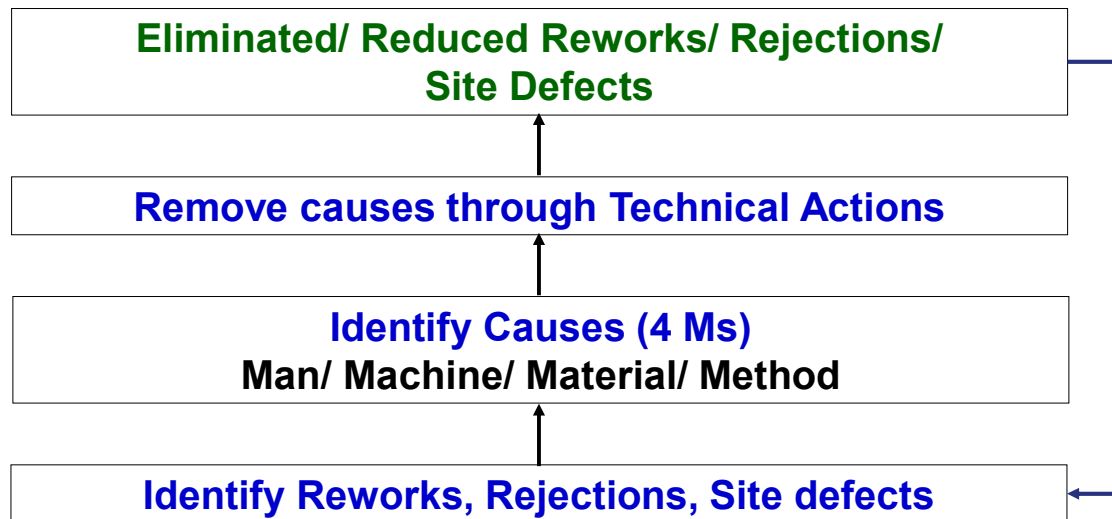 Eliminated/ Reduced Reworks/ Rejections/
Site Defects
Remove causes through Technical Actions
Identify Causes (4 Ms)
Man/ Machine/ Material/ Method
Identify Reworks, Rejections, Site defects